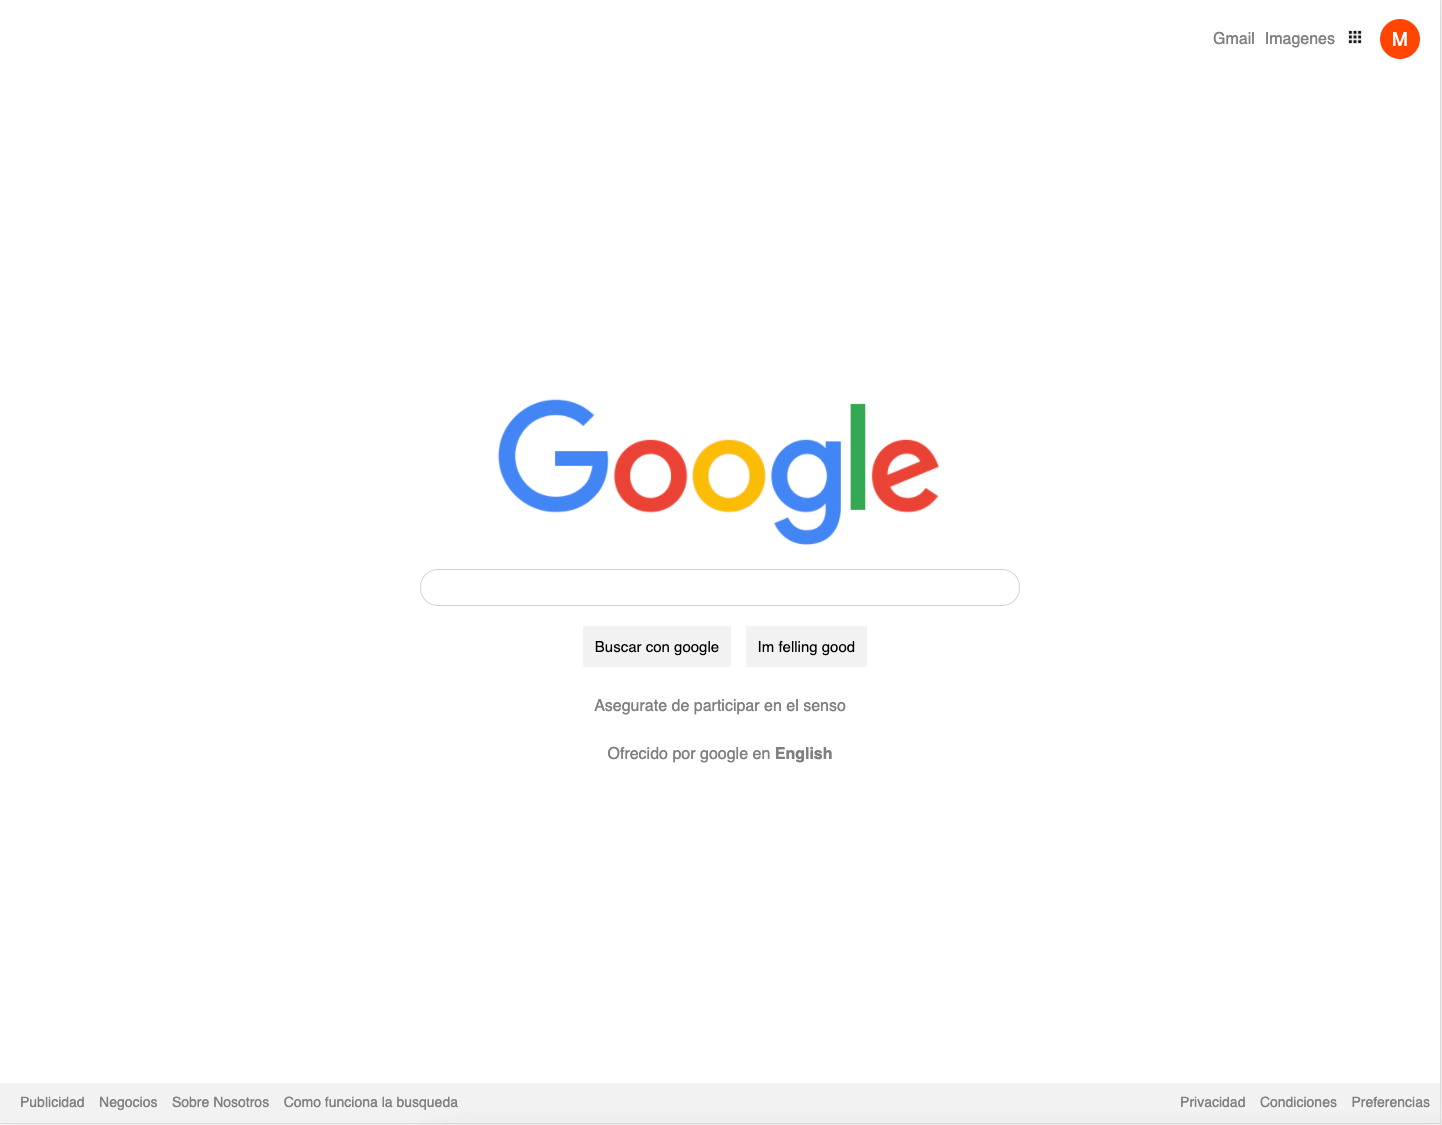 Gmail Imagenes M
Google
Buscar con google Im felling good
Asegurate de participar en el senso
Ofrecido por google en English
Publicidad Negocios Sobre Nosotros Como funciona la busqueda Privacidad Condiciones Preferencias